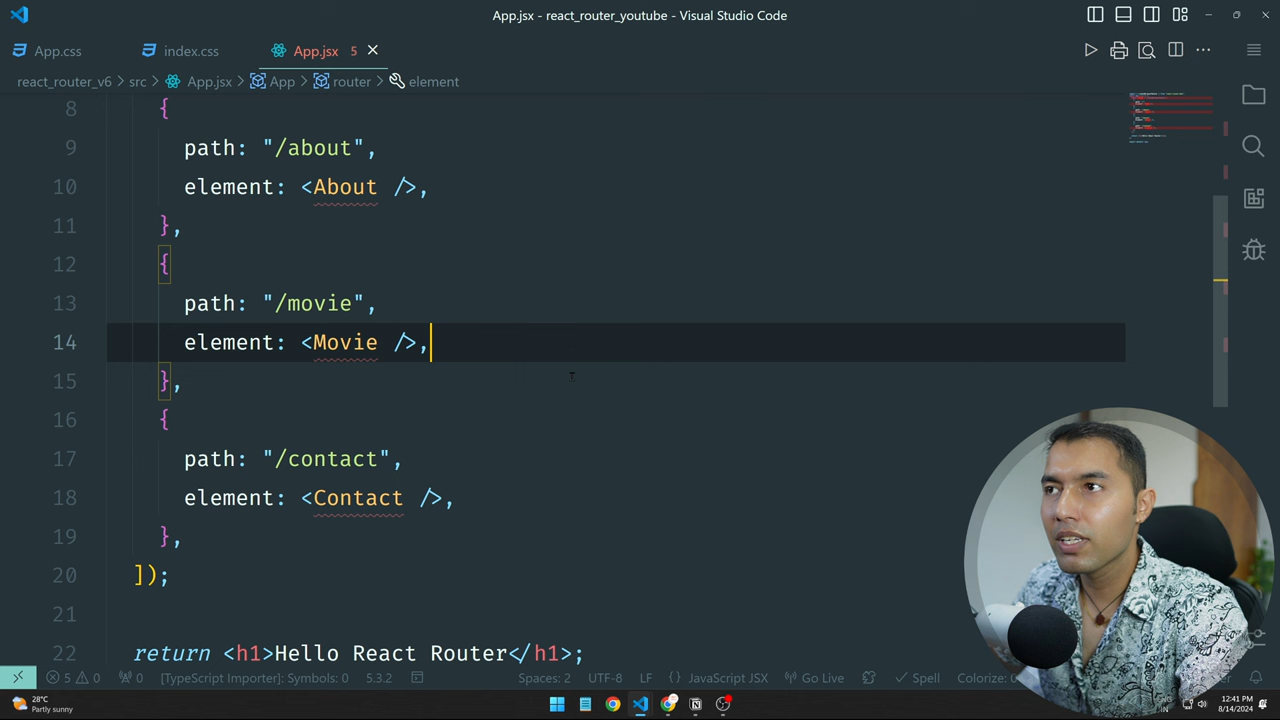 App.jsx - react_router_youtube - Visual Studio Code
App.css
index.css
App.jsx 5
react_router_v6 > src > App.jsx > App > router > element
8 {
9 path: "/about",
10 element: <About />,
11 },
12 {
13 path: "/movie",
14 element: <Movie />,
15 },
16 {
17 path: "/contact",
18 element: <Contact />,
19 },
20 ]);
21
22 return <h1>Hello React Router</h1>;
5 0 0 [TypeScript Importer]: Symbols: 0 5.3.2 Spaces: 2 UTF-8 LF {} JavaScript JSX Go Live Spell Colorize: 0
28°C
Partly sunny
IN
12:41 PM
8/14/2024